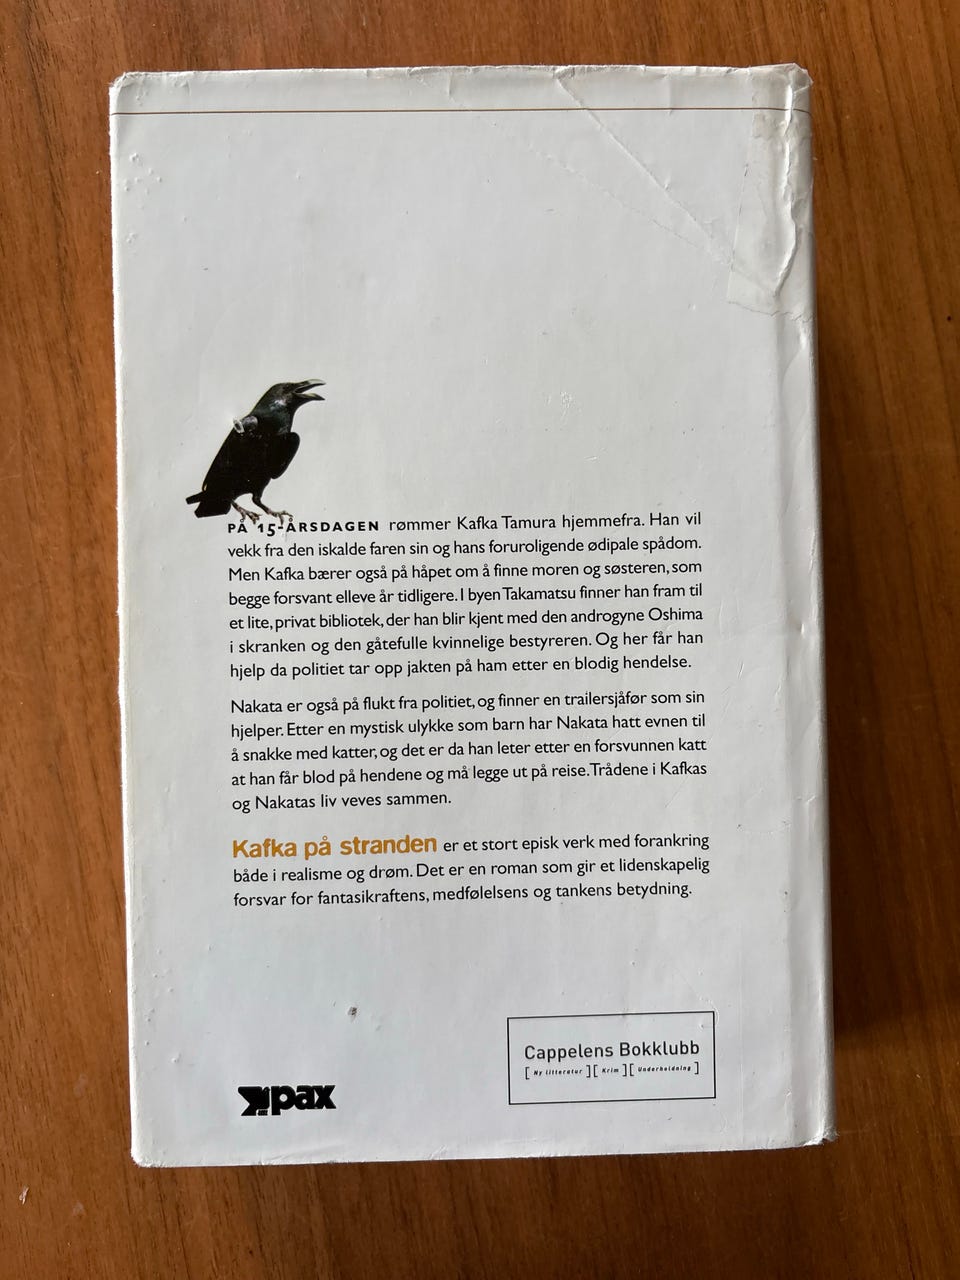 PÅ 15-ÅRSDAGEN rømmer Kafka Tamura hjemmefra. Han vil
vekk fra den iskalde faren sin og hans foruroligende ødipale spådom.
Men Kafka bærer også på håpet om å finne moren og søsteren, som
begge forsvant elleve år tidligere. I byen Takamatsu finner han fram til
et lite, privat bibliotek, der han blir kjent med den androgyne Oshima
i skranken og den gåtefulle kvinnelige bestyreren. Og her får han
hjelp da politiet tar opp jakten på ham etter en blodig hendelse.
Nakata er også på flukt fra politiet, og finner en trailersjåfør som sin
hjelper. Etter en mystisk ulykke som barn har Nakata hatt evnen til
å snakke med katter, og det er da han leter etter en forsvunnen katt
at han får blod på hendene og må legge ut på reise. Trådene i Kafkas
og Nakatas liv veves sammen.
Kafka på stranden er et stort episk verk med forankring
både i realisme og drøm. Det er en roman som gir et lidenskapelig
forsvar for fantasikraftens, medfølelsens og tankens betydning.
Cappelens Bokklubb
[ Ny litteratur ][ Krim ][ Underholdning ]
pax